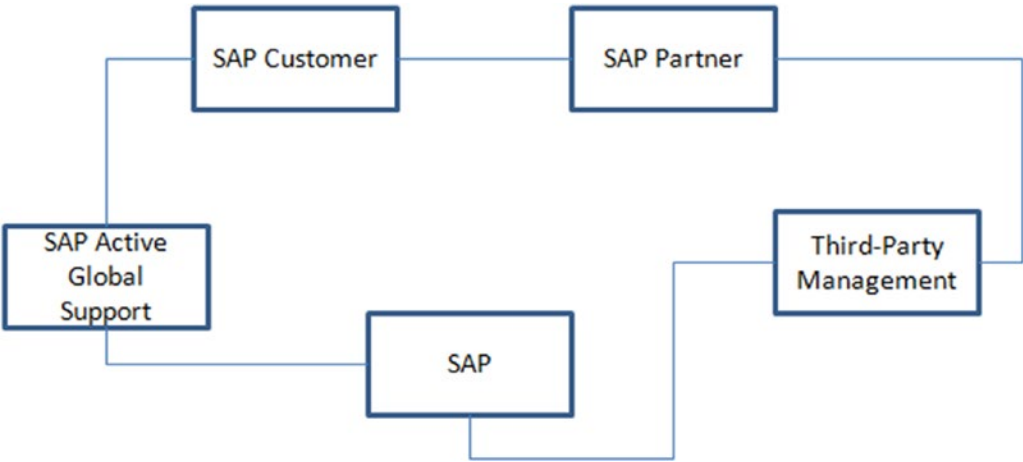 SAP Customer
SAP Partner
SAP Active
Global
Support
Third-Party
Management
SAP